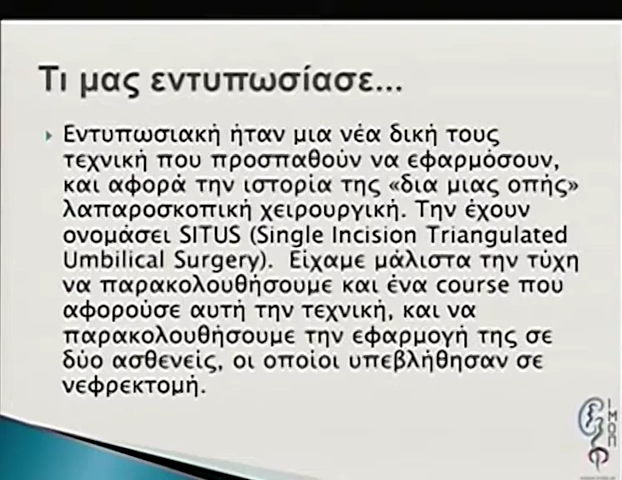 Τι μας εντυπωσίασε...
Εντυπωσιακή ήταν μια νέα δική τους
τεχνική που προσπαθούν να εφαρμόσουν,
και αφορά την ιστορία της «δια μιας οπής»
λαπαροσκοπική χειρουργική. Την έχουν
ονομάσει SITUS (Single Incision Triangulated
Umbilical Surgery). Είχαμε μάλιστα την τύχη
να παρακολουθήσουμε και ένα course που
αφορούσε αυτή την τεχνική, και να
παρακολουθήσουμε την εφαρμογή της σε
δύο ασθενείς, οι οποίοι υπεβλήθησαν σε
νεφρεκτομή.
ΙΜΟΠ